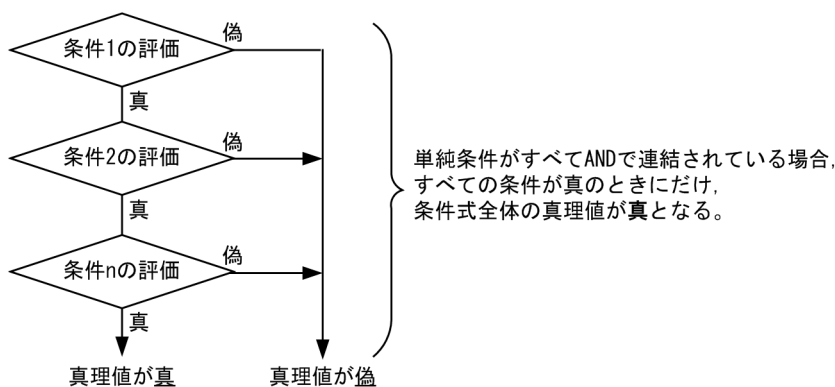 条件1の評価
偽
真
条件2の評価
偽
真
条件nの評価
偽
真
真理値が真
真理値が偽
単純条件がすべてANDで連結されている場合,
すべての条件が真のときにだけ,
条件式全体の真理値が真となる。